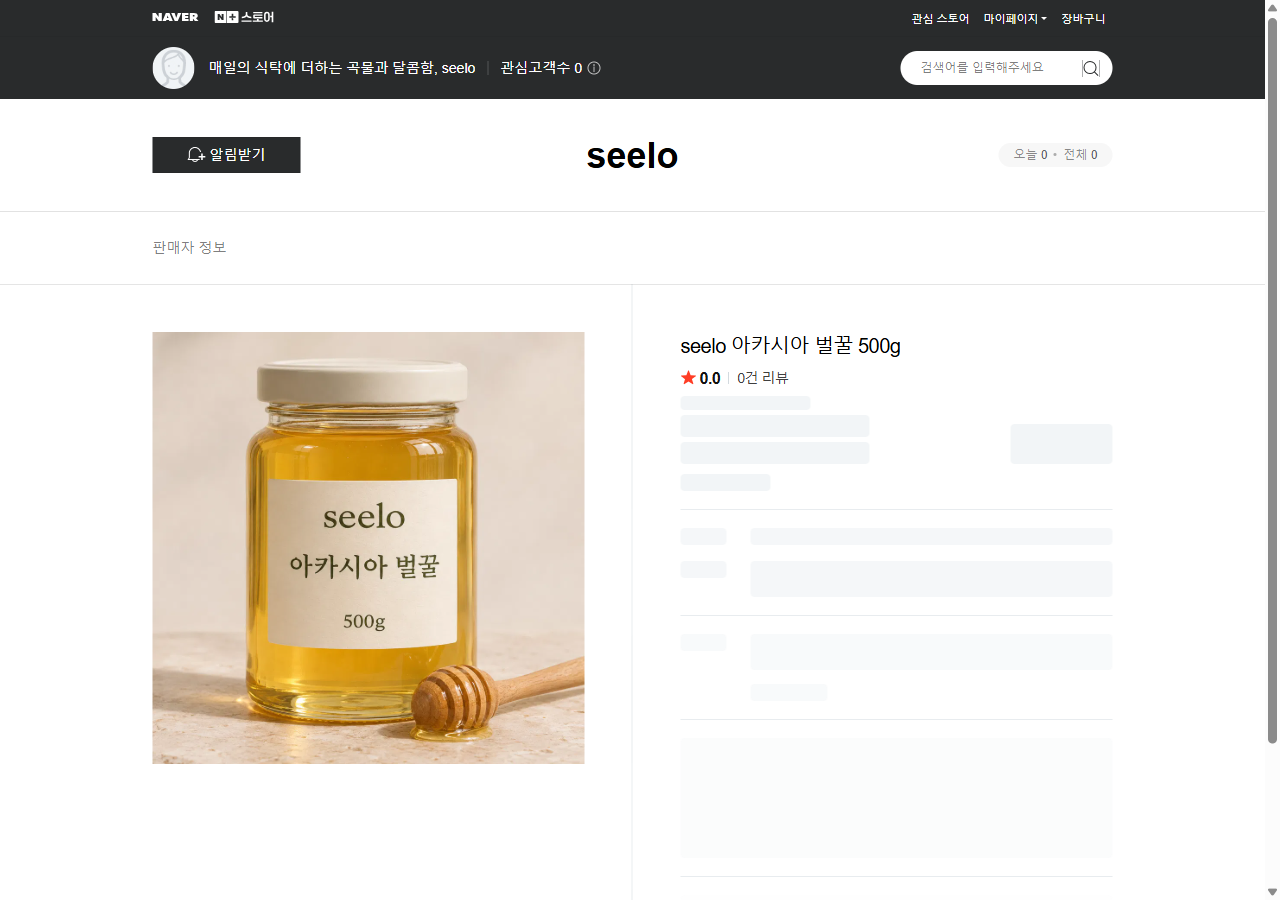 NAVER N+ 스토어 관심 스토어 마이페이지 장바구니
매일의 식탁에 더하는 곡물과 달콤함, seelo 관심고객수 0 검색어를 입력해주세요
알림받기 seelo 오늘 0 • 전체 0
판매자 정보
seelo 아카시아 벌꿀 500g
★ 0.0 0건 리뷰
seelo
아카시아 벌꿀
500g